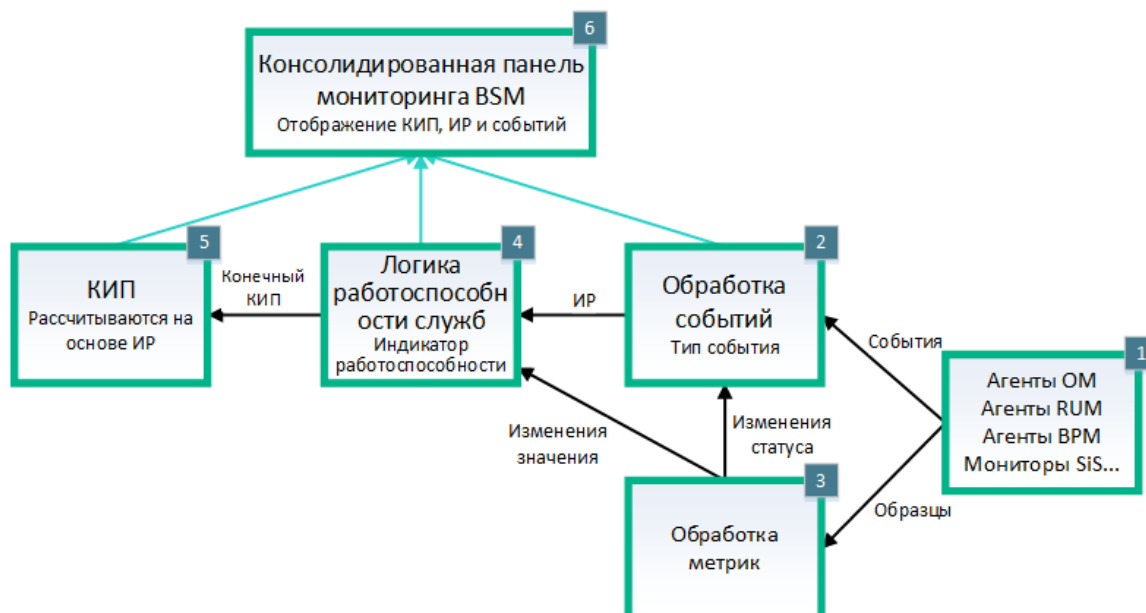 6
Консолидированная панель
мониторинга BSM
Отображение КИП, ИР и событий
5
КИП
Рассчитываются на
основе ИР
Конечный
КИП
4
Логика
работоспособн
ости служб
Индикатор
работоспособности
ИР
2
Обработка
событий
Тип события
События
1
Агенты OM
Агенты RUM
Агенты BPM
Мониторы SiS...
Изменения
значения
Изменения
статуса
Образцы
3
Обработка
метрик